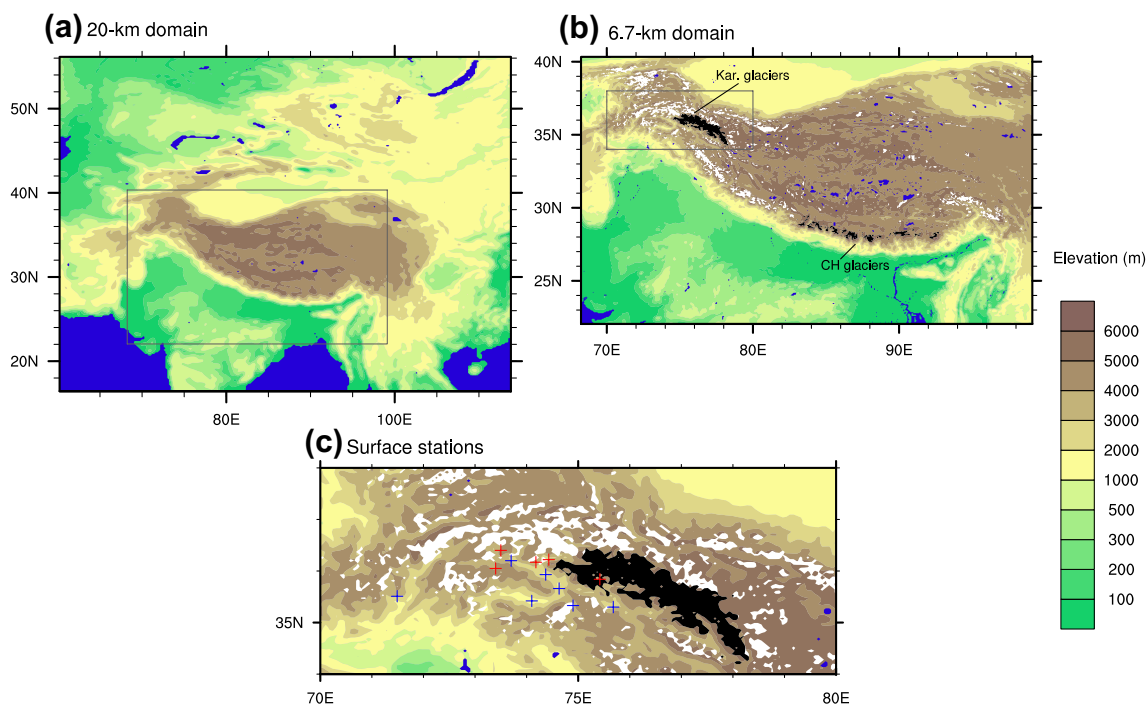 (a) 20-km domain
50N
40N
30N
20N
80E
100E
(b) 6.7-km domain
40N
35N
30N
25N
70E
80E
90E
Kar. glaciers
CH glaciers
Elevation (m)
6000
5000
4000
3000
2000
1000
500
300
200
100
(c) Surface stations
35N
70E
75E
80E